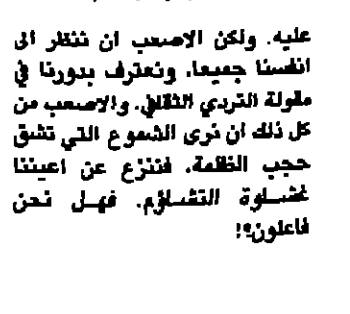 عليه. ولكن الاصعب ان ننظر الى
انفسنا جميعا، ونعترف بدورنا في
مقولة التردي الثقافي. والاصعب من
كل ذلك ان نرى الشموع التي تشق
حجب الظلمة، فننزع عن اعيننا
غشاوة التشاؤم. فهل نحن
فاعلون؟!